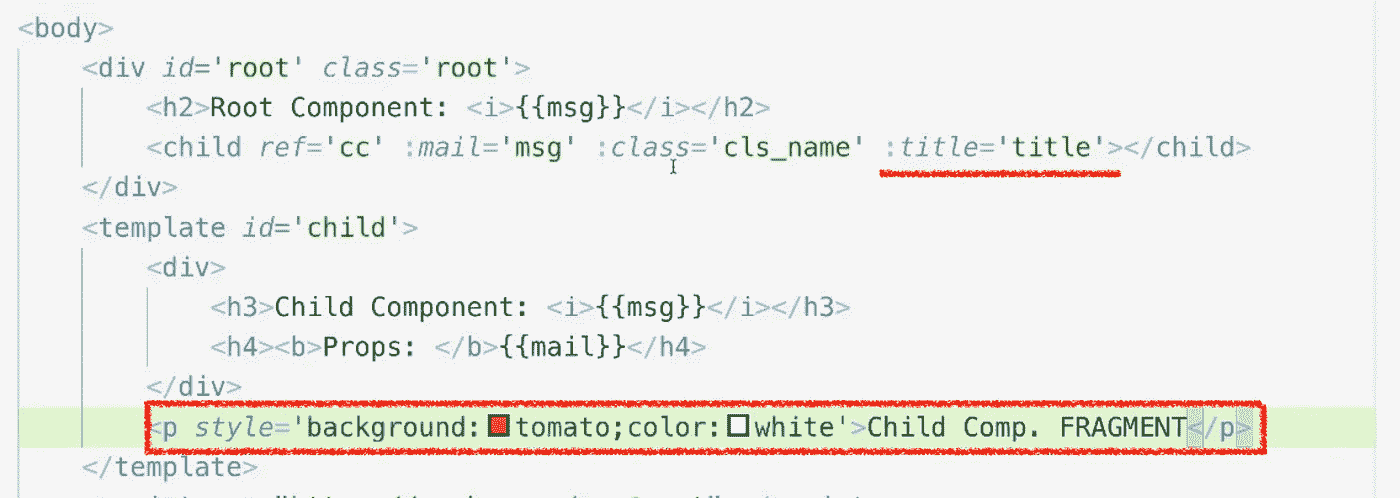 <body>
<div id='root' class='root'>
<h2>Root Component: <i>{{msg}}</i></h2>
<child ref='cc' :mail='msg' :class='cls_name' :title='title'></child>
</div>
<template id='child'>
<div>
<h3>Child Component: <i>{{msg}}</i></h3>
<h4><b>Props: </b>{{mail}}</h4>
</div>
<p style='background:tomato;color:white'>Child Comp. FRAGMENT</p>
</template>